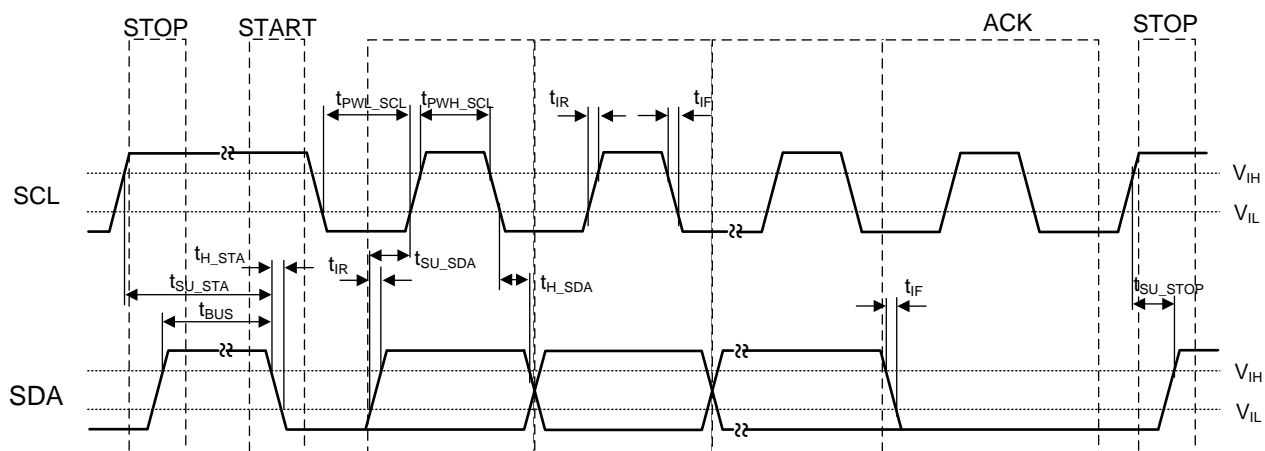 STOP START ACK STOP
tPWL_SCL tPWH_SCL tIR tIF
SCL VIH
VIL
tH_STA tIR tSU_SDA
tH_SDA
tSU_STA tIF tSU_STOP
tBUS
SDA VIH
VIL